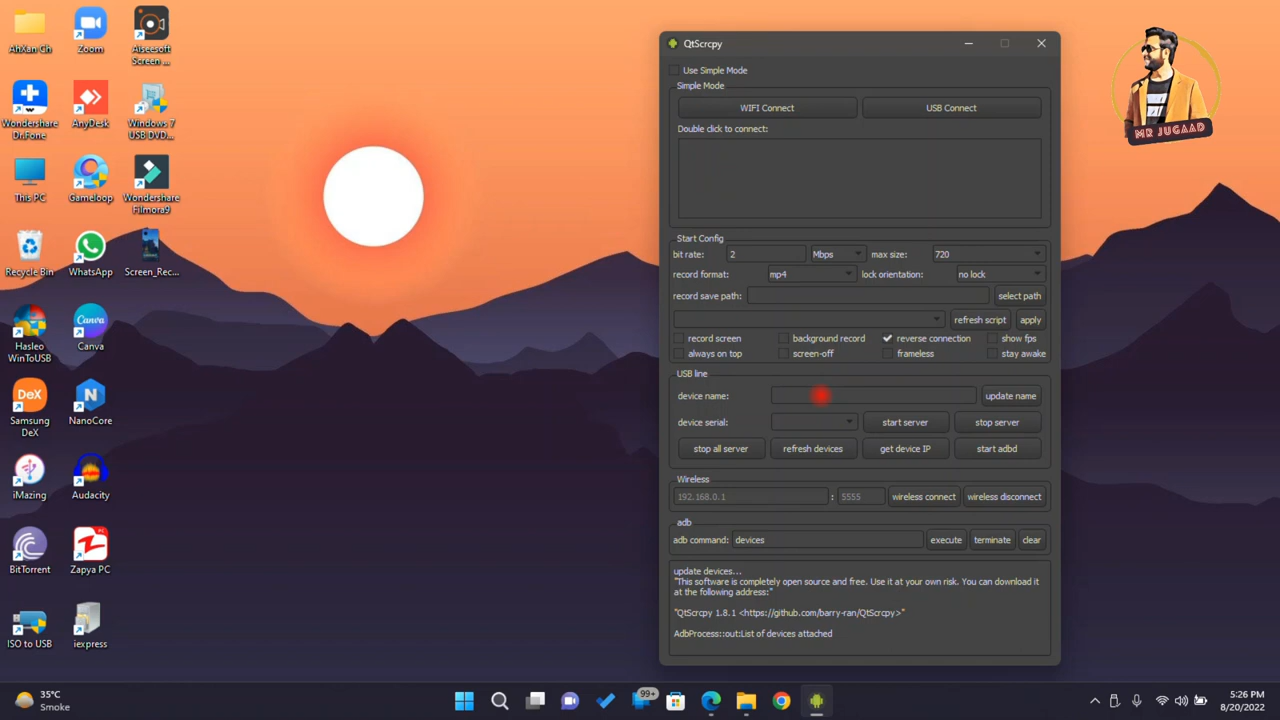 AhXan Ch
Zoom
Aiseesoft
Screen ...
Wondershare
Dr.Fone
AnyDesk
Windows 7
USB DVD...
This PC
Gameloop
Wondershare
Filmora9
Recycle Bin
WhatsApp
Screen_Rec...
Hasleo
WinToUSB
Canva
Canva
DeX
Samsung
DeX
NanoCore
iMazing
Audacity
BitTorrent
Zapya PC
ISO to USB
iexpress
QtScrcpy
Use Simple Mode
Simple Mode
WIFI Connect
USB Connect
Double click to connect:
Start Config
bit rate: 2 Mbps max size: 720
record format: mp4 lock orientation: no lock
record save path: select path
refresh script apply
record screen background record reverse connection show fps
always on top screen-off frameless stay awake
USB line
device name: update name
device serial: start server stop server
stop all server refresh devices get device IP start adbd
Wireless
192.168.0.1 : 5555 wireless connect wireless disconnect
adb
adb command: devices execute terminate clear
update devices...
"This software is completely open source and free. Use it at your own risk. You can download it
at the following address:"
"QtScrcpy 1.8.1 <https://github.com/barry-ran/QtScrcpy>"
AdbProcess::out:List of devices attached
MR JUGAAD
35°C
Smoke
99+
5:26 PM
8/20/2022